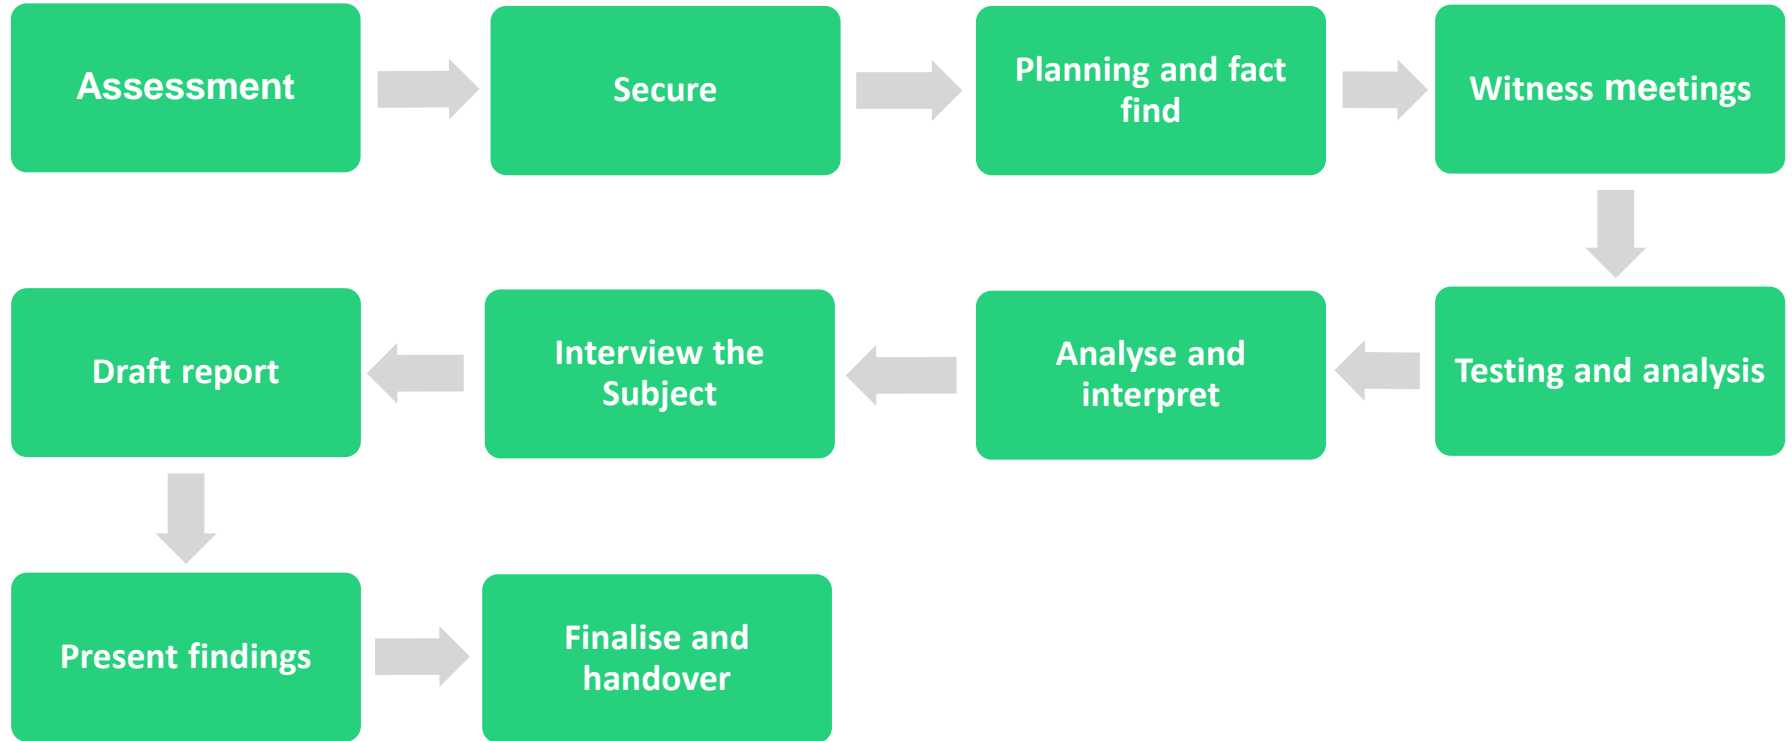 Assessment
Secure
Planning and fact
find
Witness meetings
Testing and analysis
Analyse and
interpret
Interview the
Subject
Draft report
Present findings
Finalise and
handover